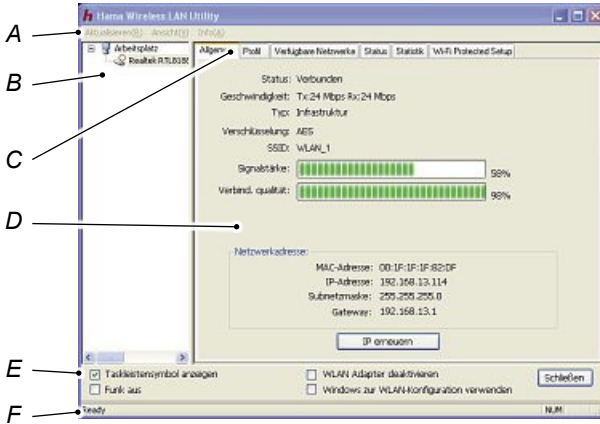 Hama Wireless LAN Utility
A
Aktualisieren(R) Ansicht(V) Info(A)
Arbeitsplatz
Allgemein Profil Verfügbare Netzwerke Status Statistik Wi-Fi Protected Setup
B
Status: Verbunden
Geschwindigkeit: Tx:24 Mbps Rx:24 Mbps
Typ: Infrastruktur
Verschlüsselung: AES
C
SSID: WLAN_1
Signalstärke: 58%
Verbind. qualität: 98%
D
Netzwerkadresse:
MAC-Adresse: 00:1F:1F:1F:82:DF
IP-Adresse: 192.168.13.114
Subnetzmaske: 255.255.255.0
Gateway: 192.168.13.1
IP erneuern
E
Taskleistensymbol anzeigen WLAN Adapter deaktivieren Schließen
Funk aus Windows zur WLAN-Konfiguration verwenden
F
Ready NUM